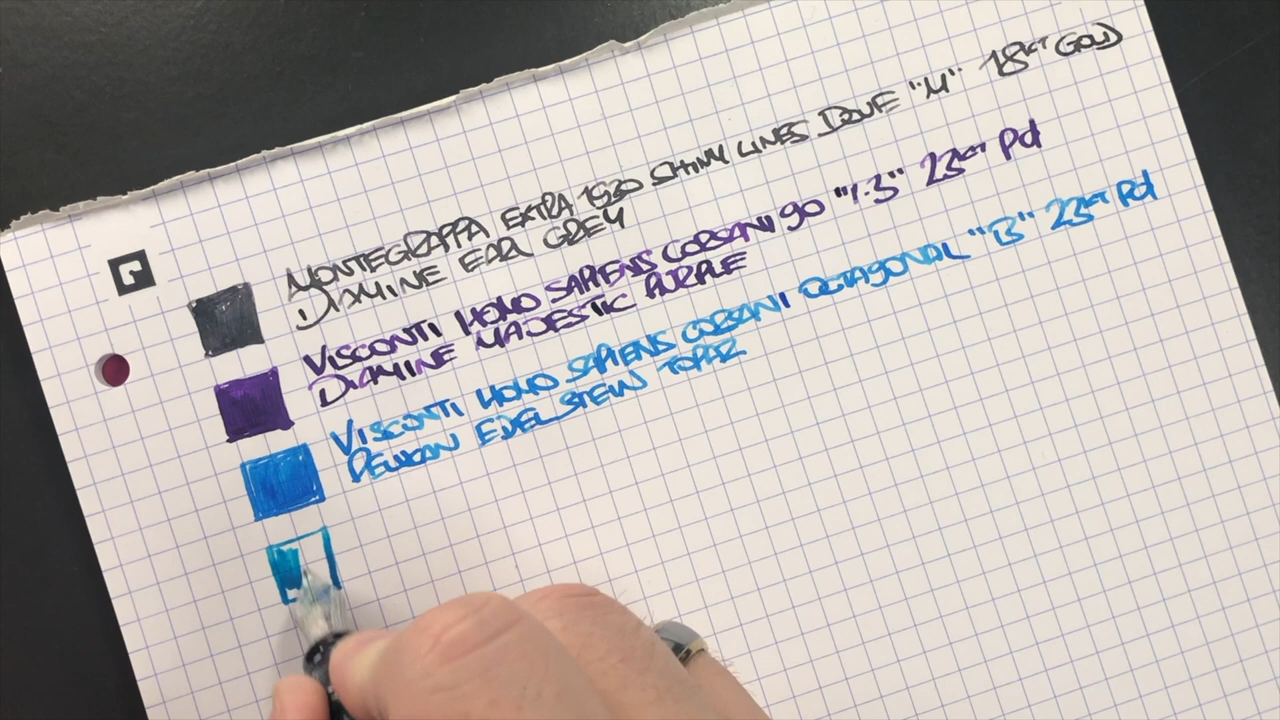 MONTEGRAPPA EXTRA 1930 SHINY LINES DOUE "M" 18KT GOLD
DIAMINE EARL GREY
VISCONTI HOMO SAPIENS CORSANI 90 "1.3" 23KT Pd
DIAMINE MAJESTIC PURPLE
VISCONTI HOMO SAPIENS CORSANI OCTAGONAL "B" 23KT Pd
PELIKAN EDELSTEIN TOPAZ